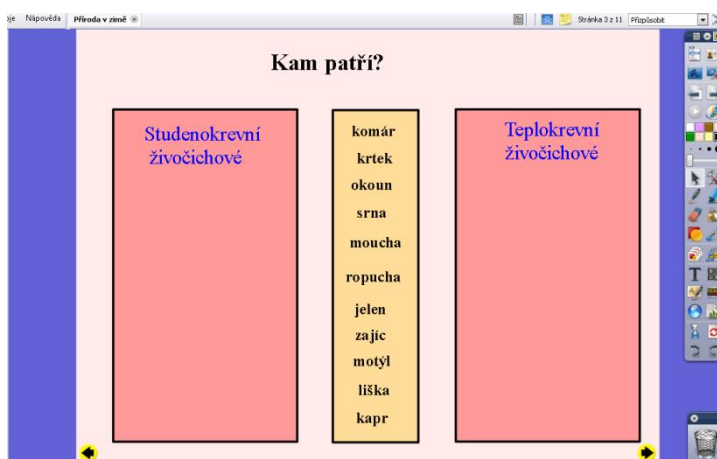 oje Nápověda Příroda v zimě Stránka 3 z 11 Přizpůsobit
Kam patří?
Studenokrevní
živočichové
komár
krtek
okoun
srna
moucha
ropucha
jelen
zajíc
motýl
liška
kapr
Teplokrevní
živočichové